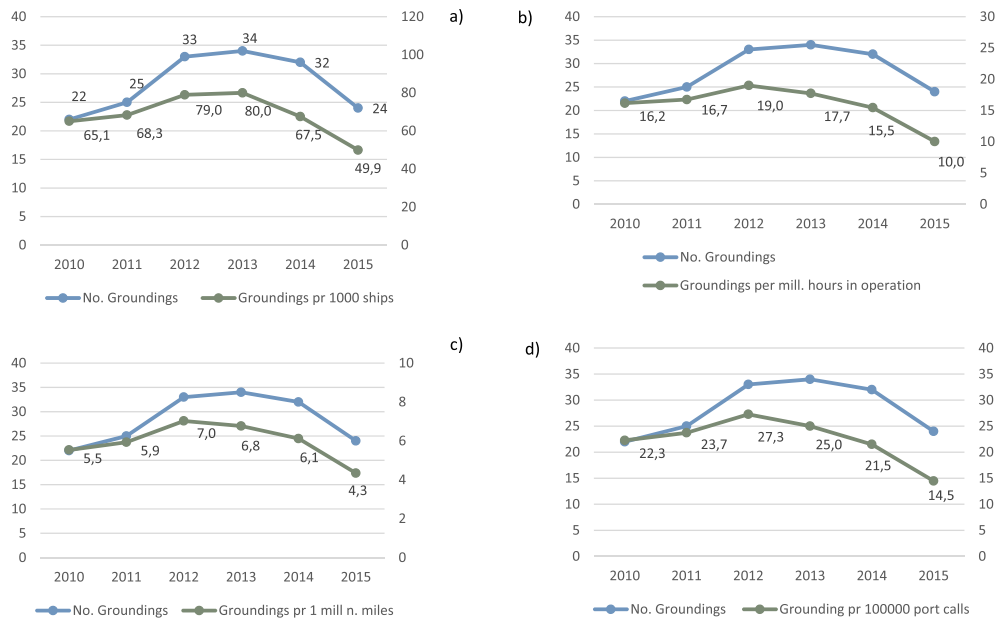 a)
40 120
35 100
30 80
25 60
20 40
15 20
10 0
5
0
22 25 33 34 32 24
65,1 68,3 79,0 80,0 67,5 49,9
2010 2011 2012 2013 2014 2015
No. Groundings Groundings pr 1000 ships
b)
40 30
35 25
30 20
25 15
20 10
15 5
10 0
5
0
16,2 16,7 19,0 17,7 15,5 10,0
2010 2011 2012 2013 2014 2015
No. Groundings
Groundings per mill. hours in operation
c)
40 10
35 8
30 6
25 4
20 2
15 0
10
5
0
5,5 5,9 7,0 6,8 6,1 4,3
2010 2011 2012 2013 2014 2015
No. Groundings Groundings pr 1 mill n. miles
d)
40 40
35 35
30 30
25 25
20 20
15 15
10 10
5 5
0 0
22,3 23,7 27,3 25,0 21,5 14,5
2010 2011 2012 2013 2014 2015
No. Groundings Grounding pr 100000 port calls